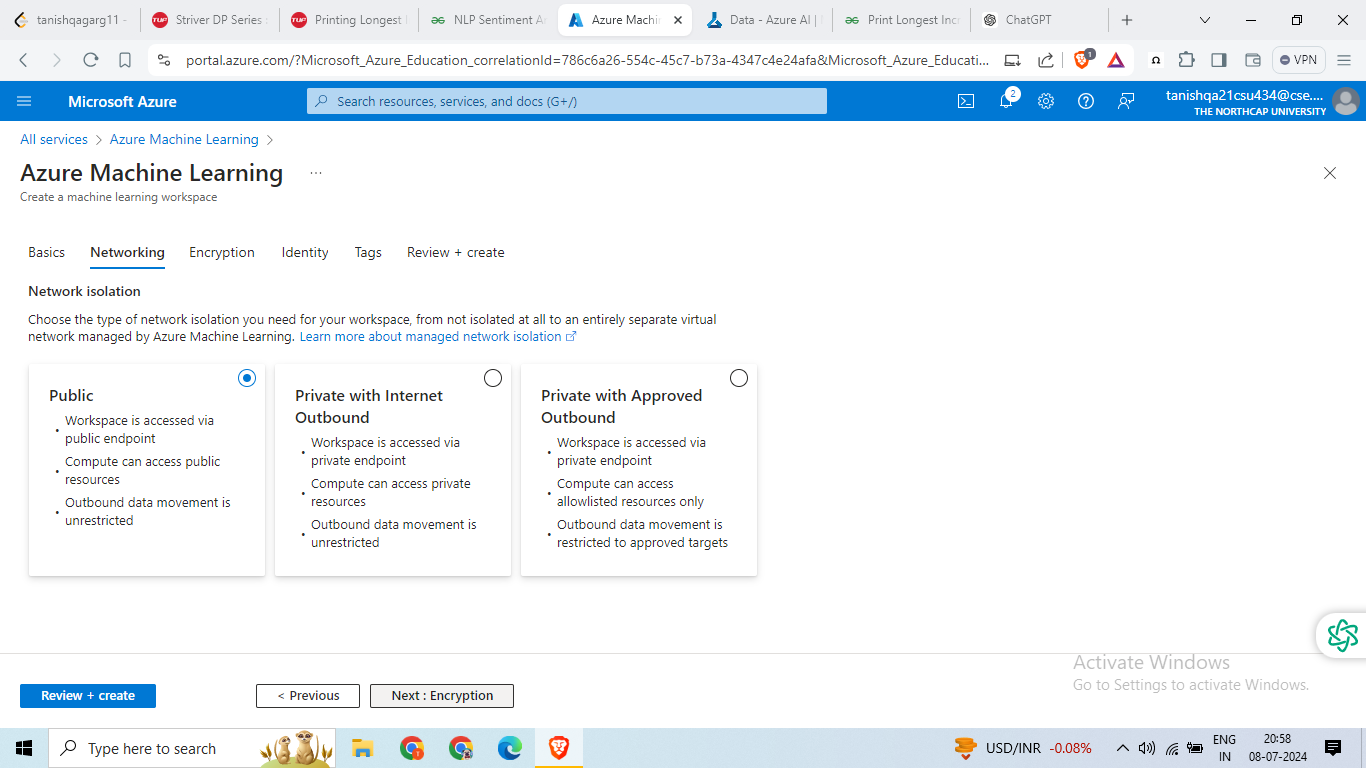 tanishqagarg11 -
Striver DP Series :
Printing Longest
NLP Sentiment An
Azure Machi
Data - Azure AI |
Print Longest Inc
ChatGPT
portal.azure.com/?Microsoft_Azure_Education_correlationId=786c6a26-554c-45c7-b73a-4347c4e24afa&Microsoft_Azure_Educati...
1
VPN
Microsoft Azure
Search resources, services, and docs (G+/)
2
tanishqa21csu434@cse....
THE NORTHCAP UNIVERSITY
All services > Azure Machine Learning >
Azure Machine Learning ...
Create a machine learning workspace
Basics Networking Encryption Identity Tags Review + create
Network isolation
Choose the type of network isolation you need for your workspace, from not isolated at all to an entirely separate virtual
network managed by Azure Machine Learning. Learn more about managed network isolation
Public
• Workspace is accessed via
public endpoint
• Compute can access public
resources
• Outbound data movement is
unrestricted
Private with Internet
Outbound
• Workspace is accessed via
private endpoint
• Compute can access private
resources
• Outbound data movement is
unrestricted
Private with Approved
Outbound
• Workspace is accessed via
private endpoint
• Compute can access
allowlisted resources only
• Outbound data movement is
restricted to approved targets
Activate Windows
Go to Settings to activate Windows.
Review + create
< Previous
Next : Encryption
Type here to search
USD/INR -0.08%
ENG
IN
20:58
08-07-2024